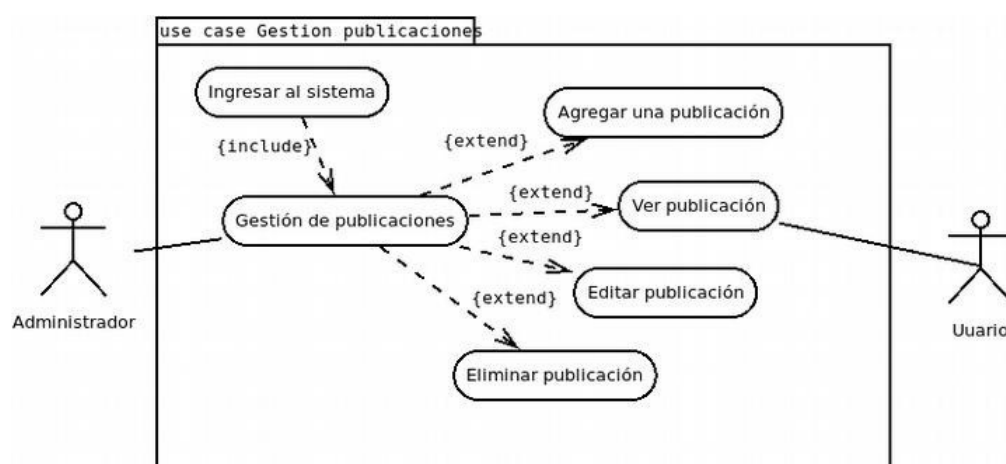 use case Gestion publicaciones
Ingresar al sistema
Agregar una publicación
{include}
{extend}
{extend}
Ver publicación
Gestión de publicaciones
{extend}
Editar publicación
{extend}
Administrador
Uuario
Eliminar publicación